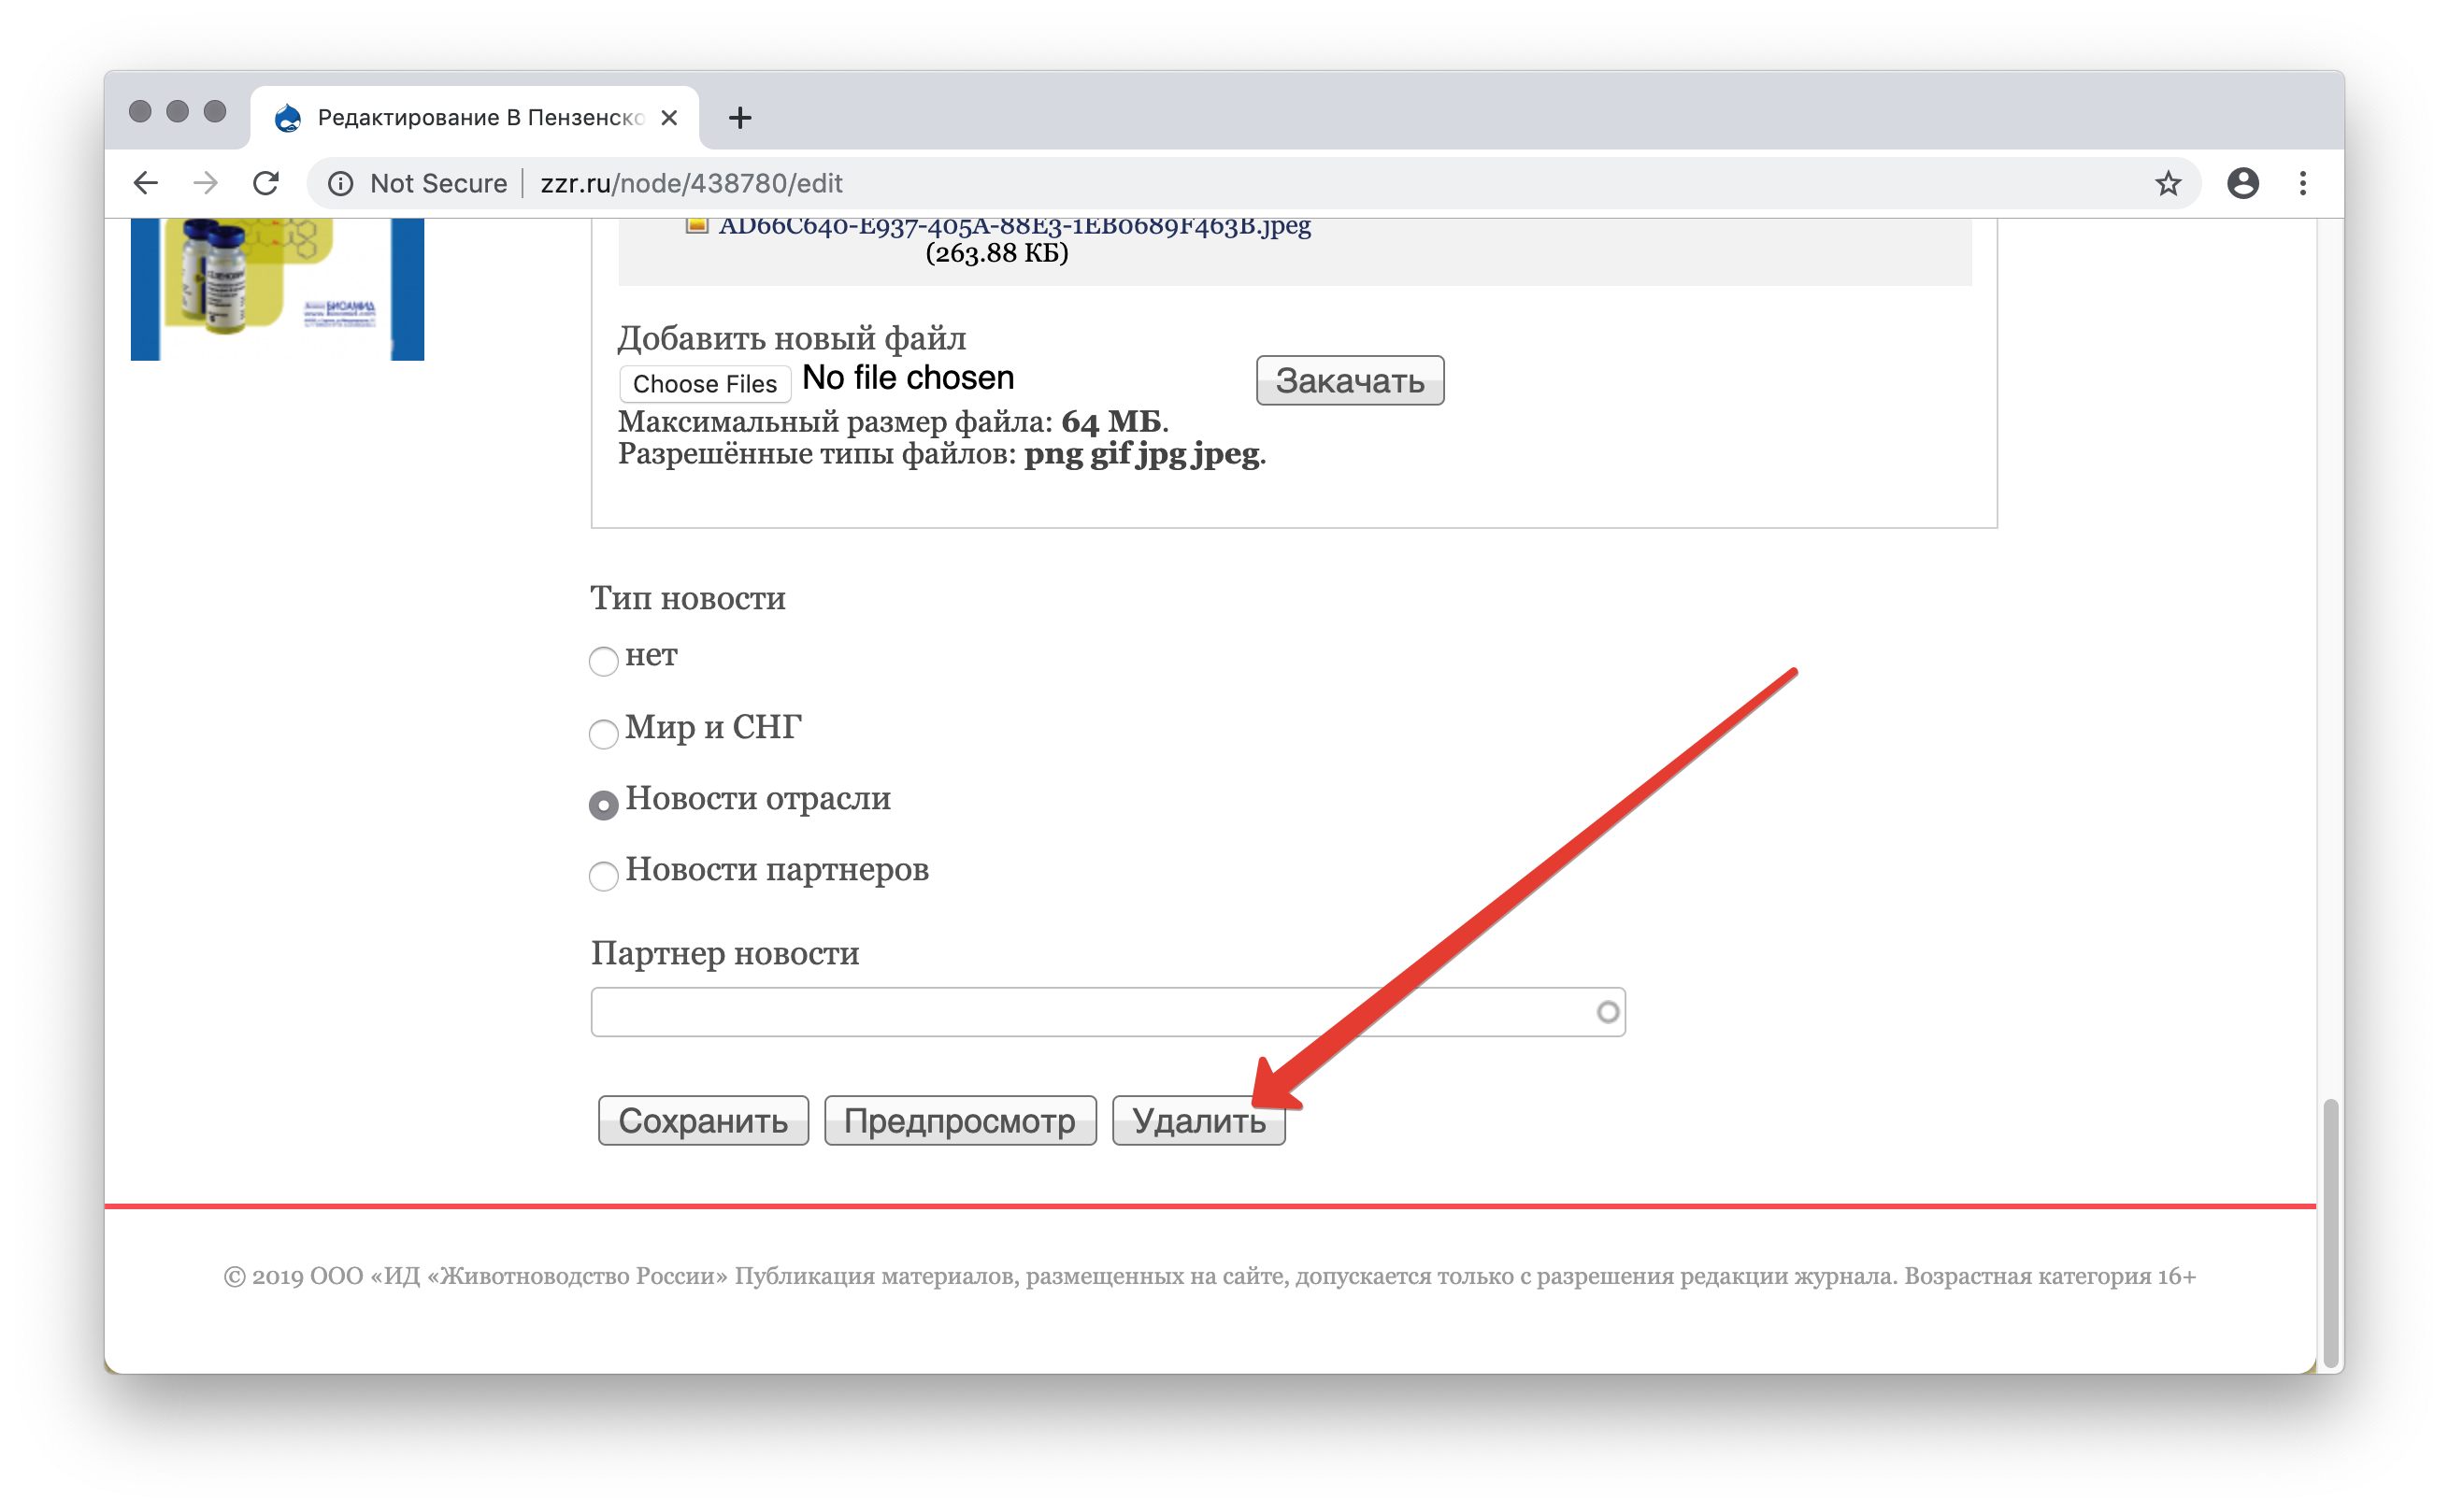 Редактирование В Пензенско
Not Secure | zzr.ru/node/438780/edit
AD66C640-E937-405A-88E3-1EB0689F463B.jpeg
(263.88 КБ)
БИОАМИД
Добавить новый файл
Choose Files No file chosen Закачать
Максимальный размер файла: 64 МБ.
Разрешённые типы файлов: png gif jpg jpeg.
Тип новости
нет
Мир и СНГ
Новости отрасли
Новости партнеров
Партнер новости
Сохранить Предпросмотр Удалить
© 2019 ООО «ИД «Животноводство России» Публикация материалов, размещенных на сайте, допускается только с разрешения редакции журнала. Возрастная категория 16+